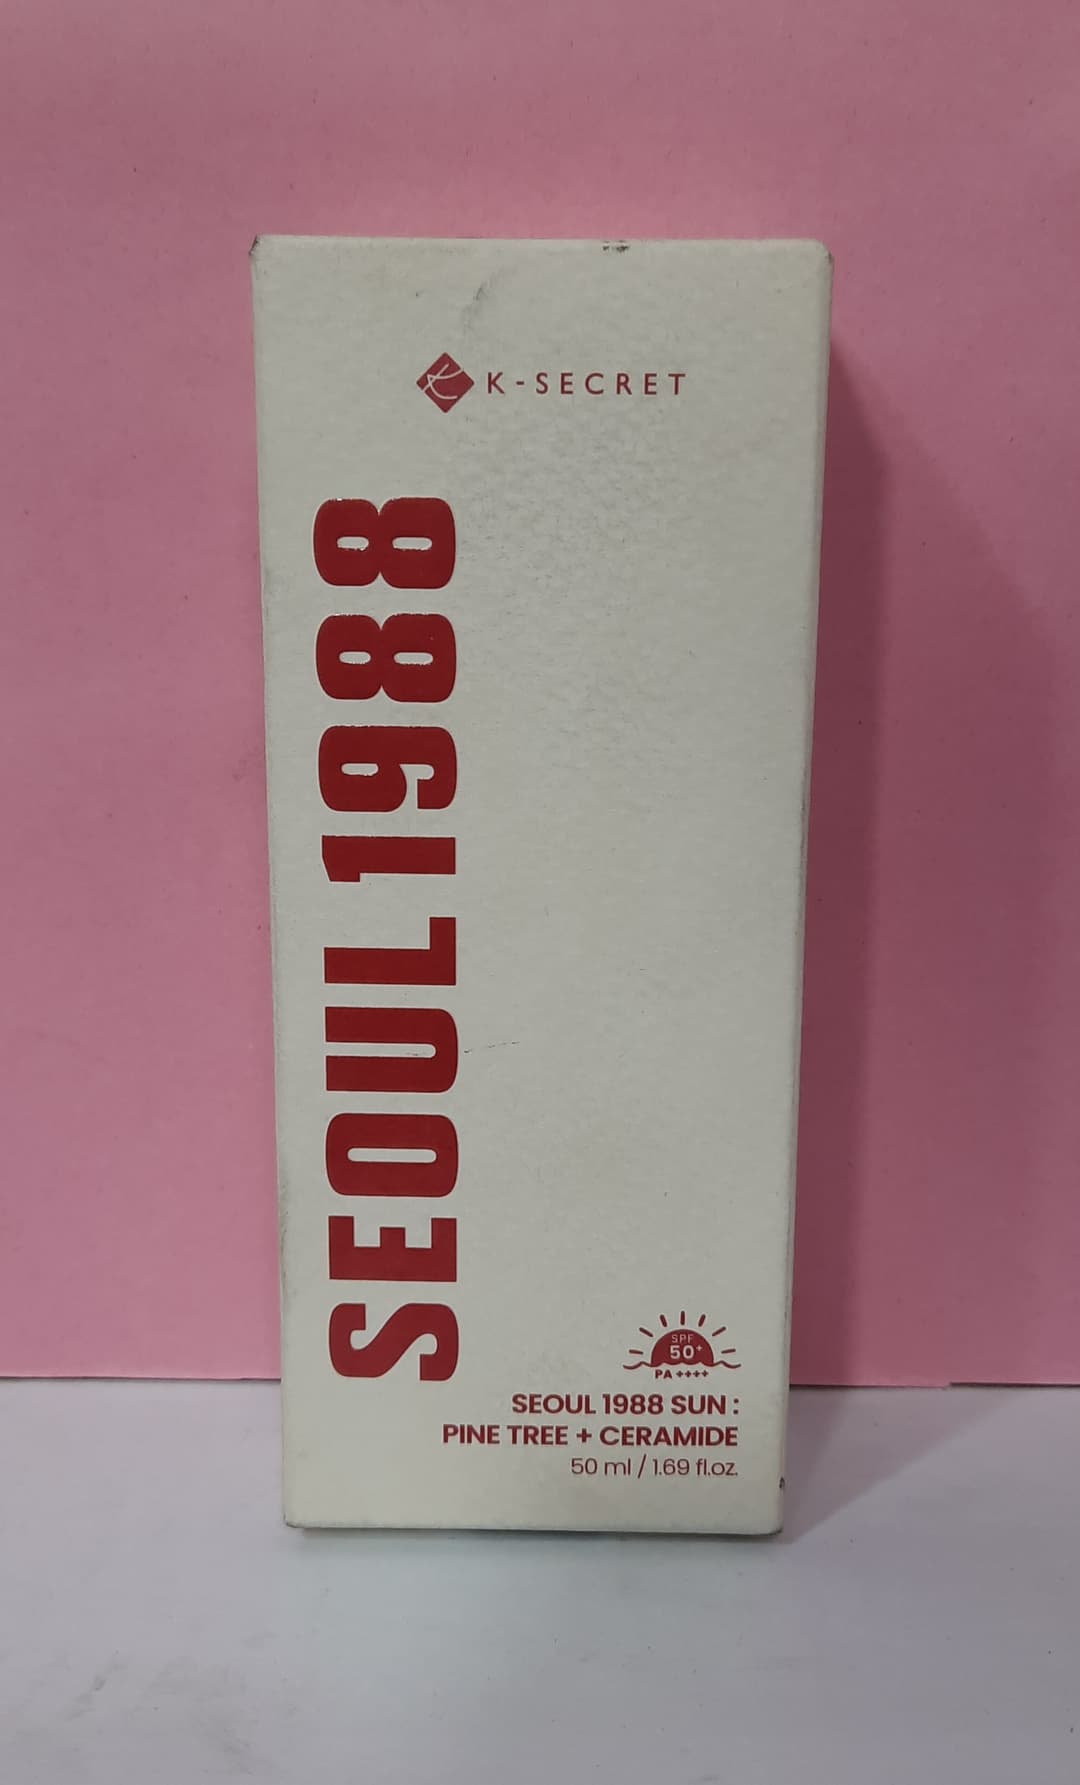 K-SECRET
SEOUL 1988
SPF
50+
PA ++++
SEOUL 1988 SUN :
PINE TREE + CERAMIDE
50 ml / 1.69 fl.oz.